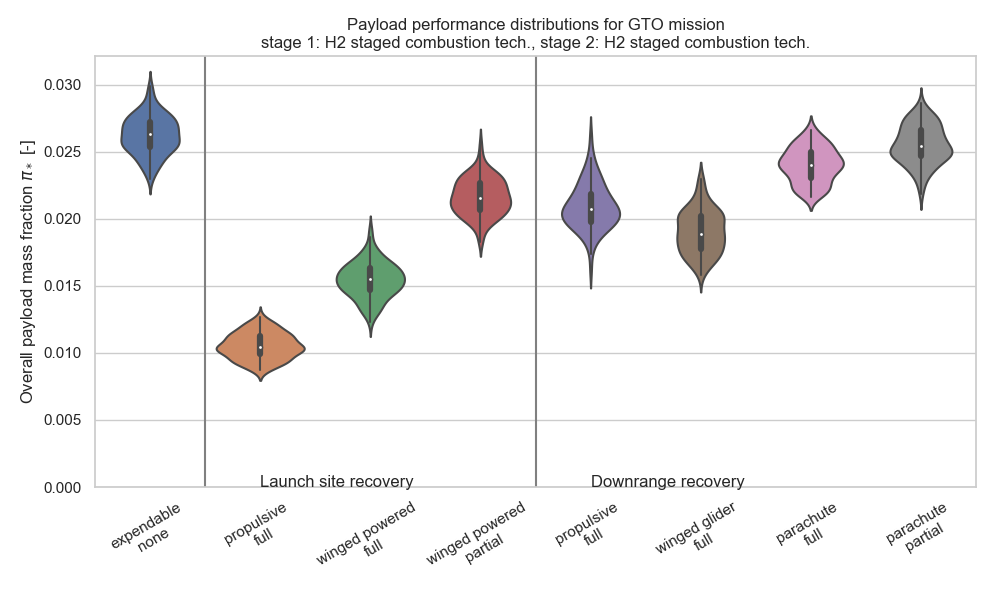 Payload performance distributions for GTO mission
stage 1: H2 staged combustion tech., stage 2: H2 staged combustion tech.
Overall payload mass fraction π* [-]
0.030
0.025
0.020
0.015
0.010
0.005
0.000
Launch site recovery
Downrange recovery
expendable
none
propulsive
full
winged powered
full
winged powered
partial
propulsive
full
winged glider
full
parachute
full
parachute
partial